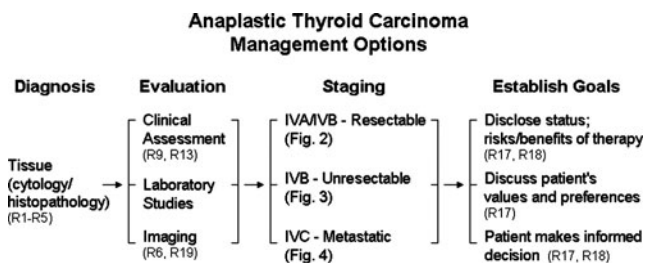 Anaplastic Thyroid Carcinoma
Management Options
Diagnosis
Evaluation
Staging
Establish Goals
Tissue
(cytology/
histopathology)
(R1-R5)
Clinical
Assessment
(R9, R13)
Laboratory
Studies
Imaging
(R6, R19)
IVA/IVB - Resectable
(Fig. 2)
IVB - Unresectable
(Fig. 3)
IVC - Metastatic
(Fig. 4)
Disclose status;
risks/benefits of therapy
(R17, R18)
Discuss patient's
values and preferences
(R17)
Patient makes informed
decision (R17, R18)